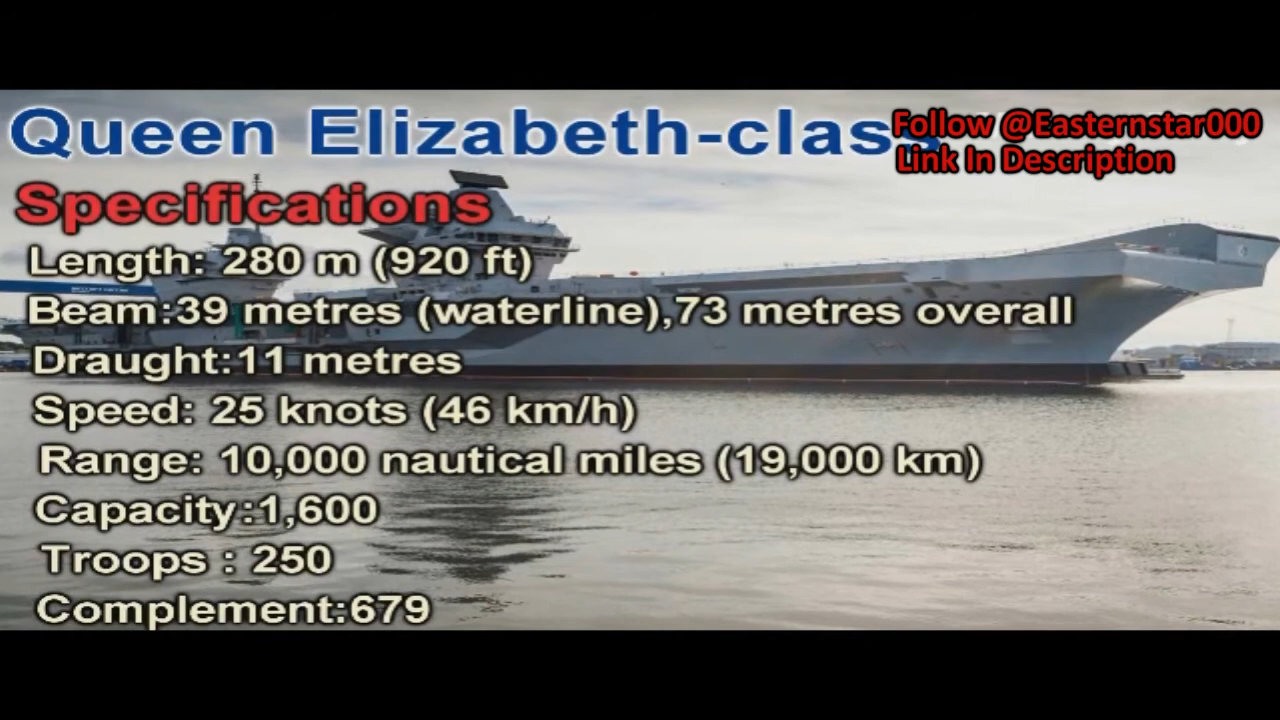 Queen Elizabeth-class
Follow @Easternstar000
Link In Description
Specifications
Length: 280 m (920 ft)
Beam:39 metres (waterline),73 metres overall
Draught:11 metres
Speed: 25 knots (46 km/h)
Range: 10,000 nautical miles (19,000 km)
Capacity:1,600
Troops : 250
Complement:679